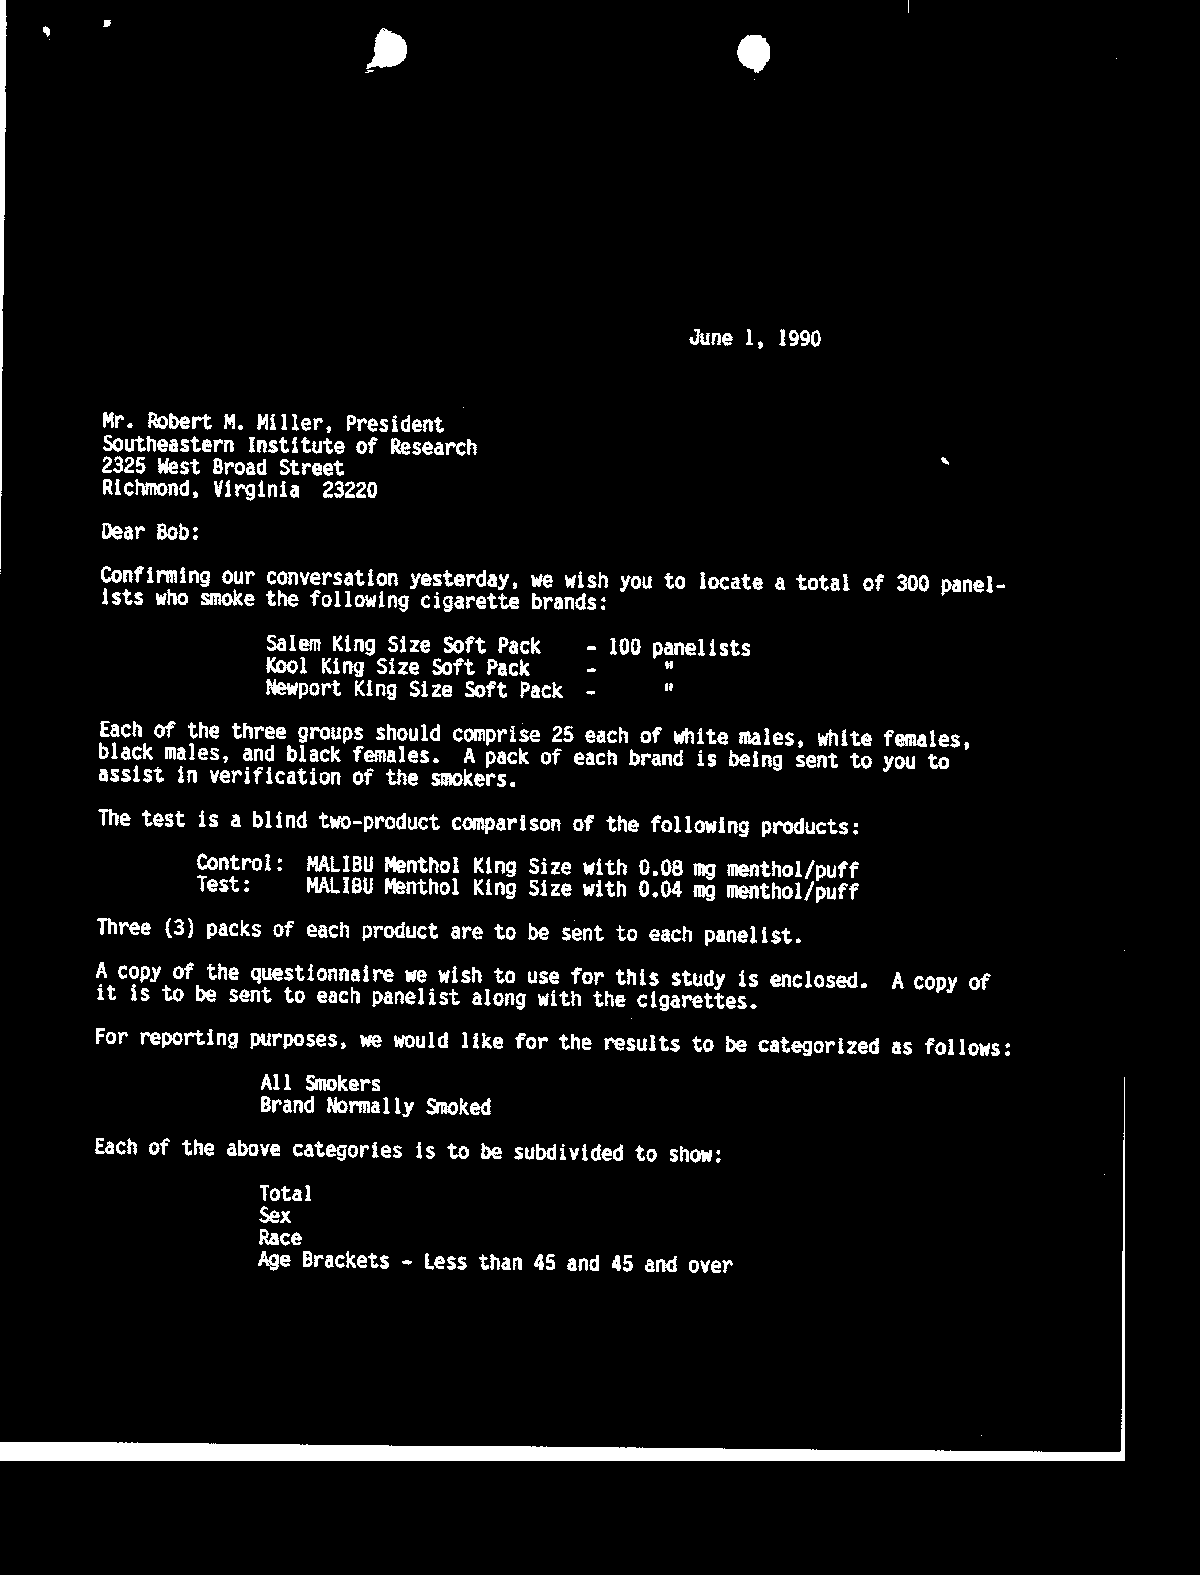 June 1, 1990
Mr. Robert M. Miller, President
Southeastern Institute of Research
2325 West Broad Street
Richmond, Virginia 23220
Dear Bob:
Confirming our conversation yesterday, we wish you to locate a total of 300 panel-
ists who smoke the following cigarette brands:
Salem King Size Soft Pack - 100 panelists
Kool King Size Soft Pack - "
Newport King Size Soft Pack - "
Each of the three groups should comprise 25 each of white males, white females,
black males, and black females. A pack of each brand is being sent to you to
assist in verification of the smokers.
The test is a blind two-product comparison of the following products:
Control: MALIBU Menthol King Size with 0.08 mg menthol/puff
Test: MALIBU Menthol King Size with 0.04 mg menthol/puff
Three (3) packs of each product are to be sent to each panelist.
A copy of the questionnaire we wish to use for this study is enclosed. A copy of
it is to be sent to each panelist along with the cigarettes.
For reporting purposes, we would like for the results to be categorized as follows:
All Smokers
Brand Normally Smoked
Each of the above categories is to be subdivided to show:
Total
Sex
Race
Age Brackets - Less than 45 and 45 and over